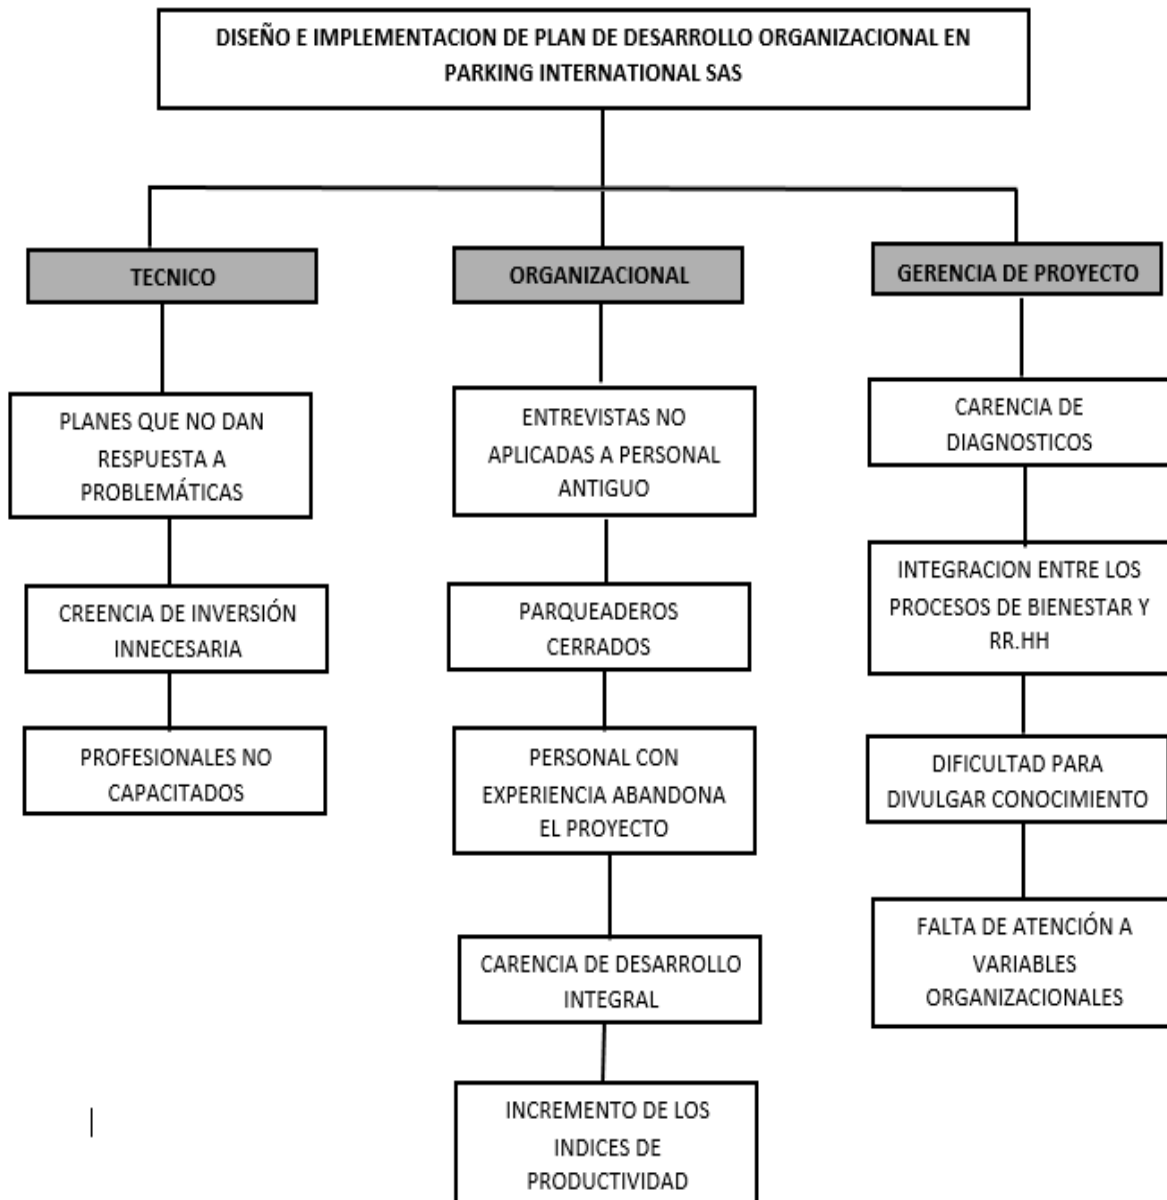 DISEÑO E IMPLEMENTACION DE PLAN DE DESARROLLO ORGANIZACIONAL EN
PARKING INTERNATIONAL SAS
TECNICO
PLANES QUE NO DAN
RESPUESTA A
PROBLEMÁTICAS
CREENCIA DE INVERSIÓN
INNECESARIA
PROFESIONALES NO
CAPACITADOS
ORGANIZACIONAL
ENTREVISTAS NO
APLICADAS A PERSONAL
ANTIGUO
PARQUEADEROS
CERRADOS
PERSONAL CON
EXPERIENCIA ABANDONA
EL PROYECTO
CARENCIA DE DESARROLLO
INTEGRAL
INCREMENTO DE LOS
INDICES DE
PRODUCTIVIDAD
GERENCIA DE PROYECTO
CARENCIA DE
DIAGNOSTICOS
INTEGRACION ENTRE LOS
PROCESOS DE BIENESTAR Y
RR.HH
DIFICULTAD PARA
DIVULGAR CONOCIMIENTO
FALTA DE ATENCIÓN A
VARIABLES
ORGANIZACIONALES